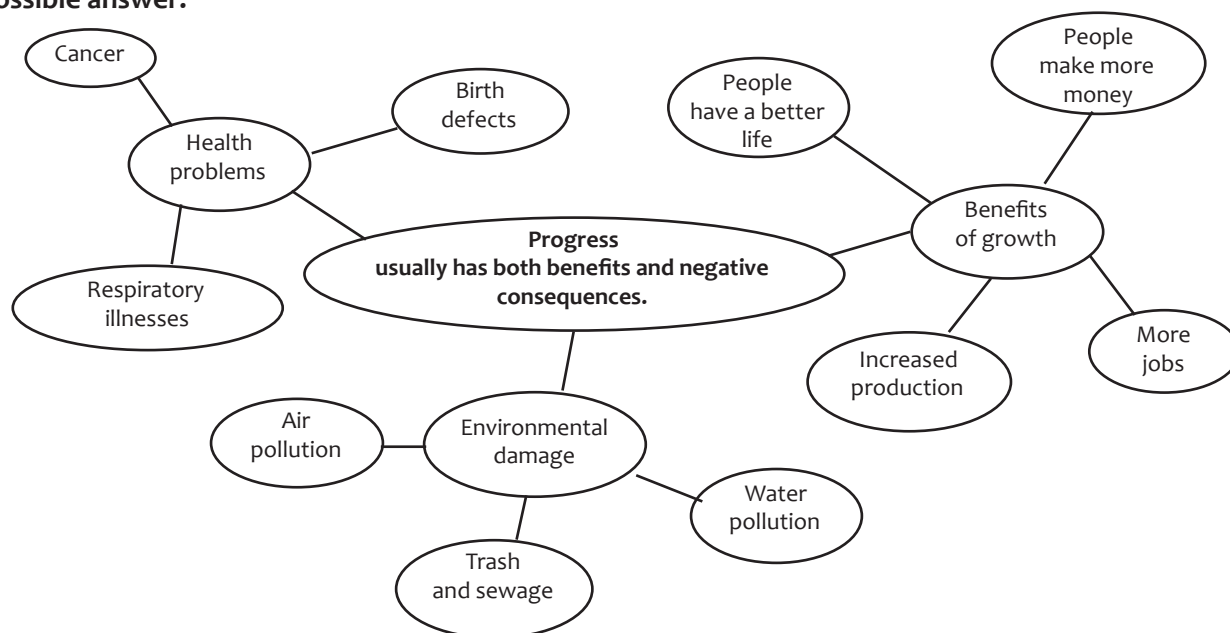 ossible answer.
Cancer
Birth
defects
Health
problems
Respiratory
illnesses
People
have a better
life
People
make more
money
Benefits
of growth
Increased
production
More
jobs
Progress
usually has both benefits and negative
consequences.
Air
pollution
Environmental
damage
Water
pollution
Trash
and sewage